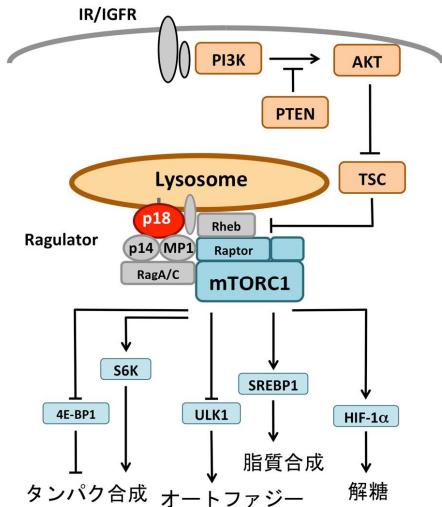 IR/IGFR
PI3K
AKT
PTEN
TSC
Lysosome
p18
Rheb
Ragulator
p14
MP1
Raptor
RagA/C
mTORC1
S6K
SREBP1
4E-BP1
ULK1
HIF-1α
脂質合成
タンパク合成
オートファジー
解糖